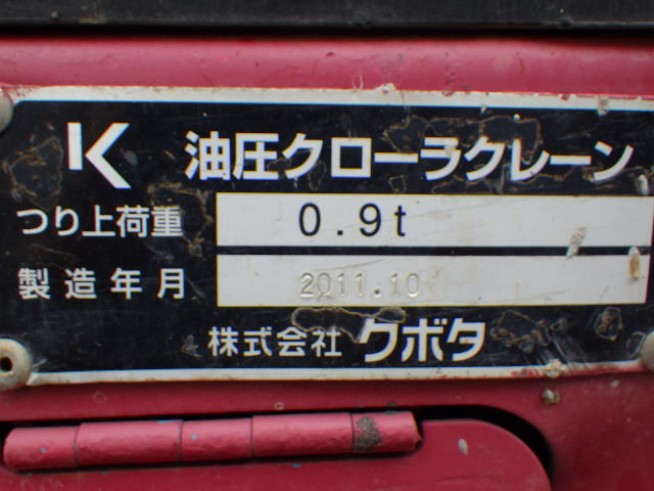 K 油圧クローラクレーン
つり上荷重 0.9t
製造年月 2011.10
株式会社 クボタ